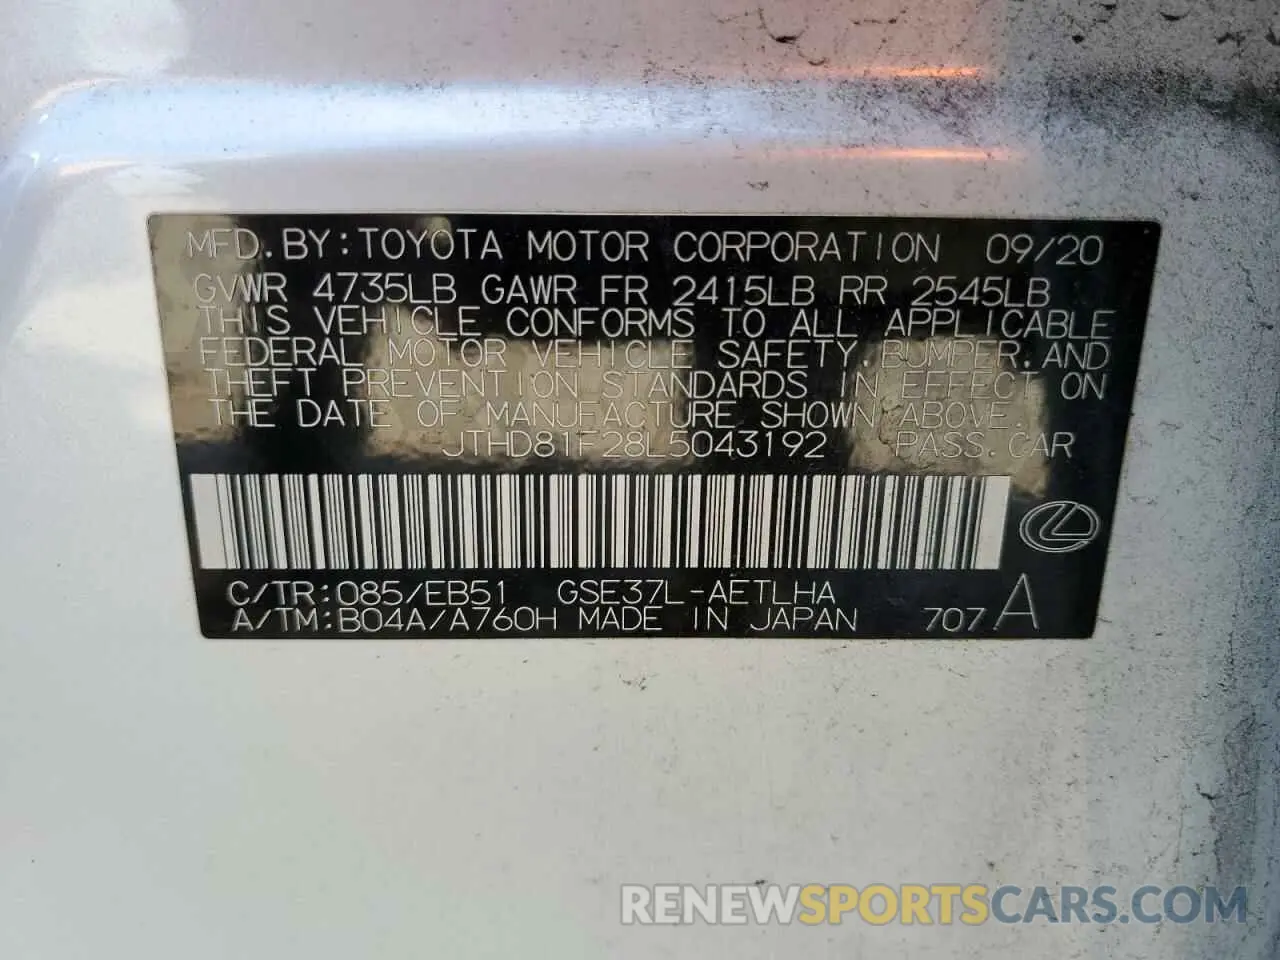 MFD.BY:TOYOTA MOTOR CORPORATION 09/20
GVWR 4735LB GAWR FR 2415LB RR 2545LB
THIS VEHICLE CONFORMS TO ALL APPLICABLE
FEDERAL MOTOR VEHICLE SAFETY,BUMPER,AND
THEFT PREVENTION STANDARDS IN EFFECT ON
THE DATE OF MANUFACTURE SHOWN ABOVE.
JTHD81F28L5043192 PASS.CAR
C/TR:085/EB51 GSE37L-AETLHA
A/TM:B04A/A760H MADE IN JAPAN 707 A
RENEWSPORTSCARS.COM